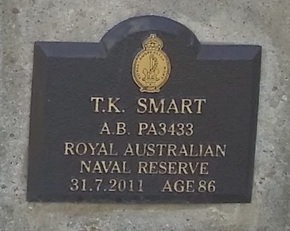 T.K. SMART
A.B. PA3433
ROYAL AUSTRALIAN
NAVAL RESERVE
31.7.2011 AGE 86